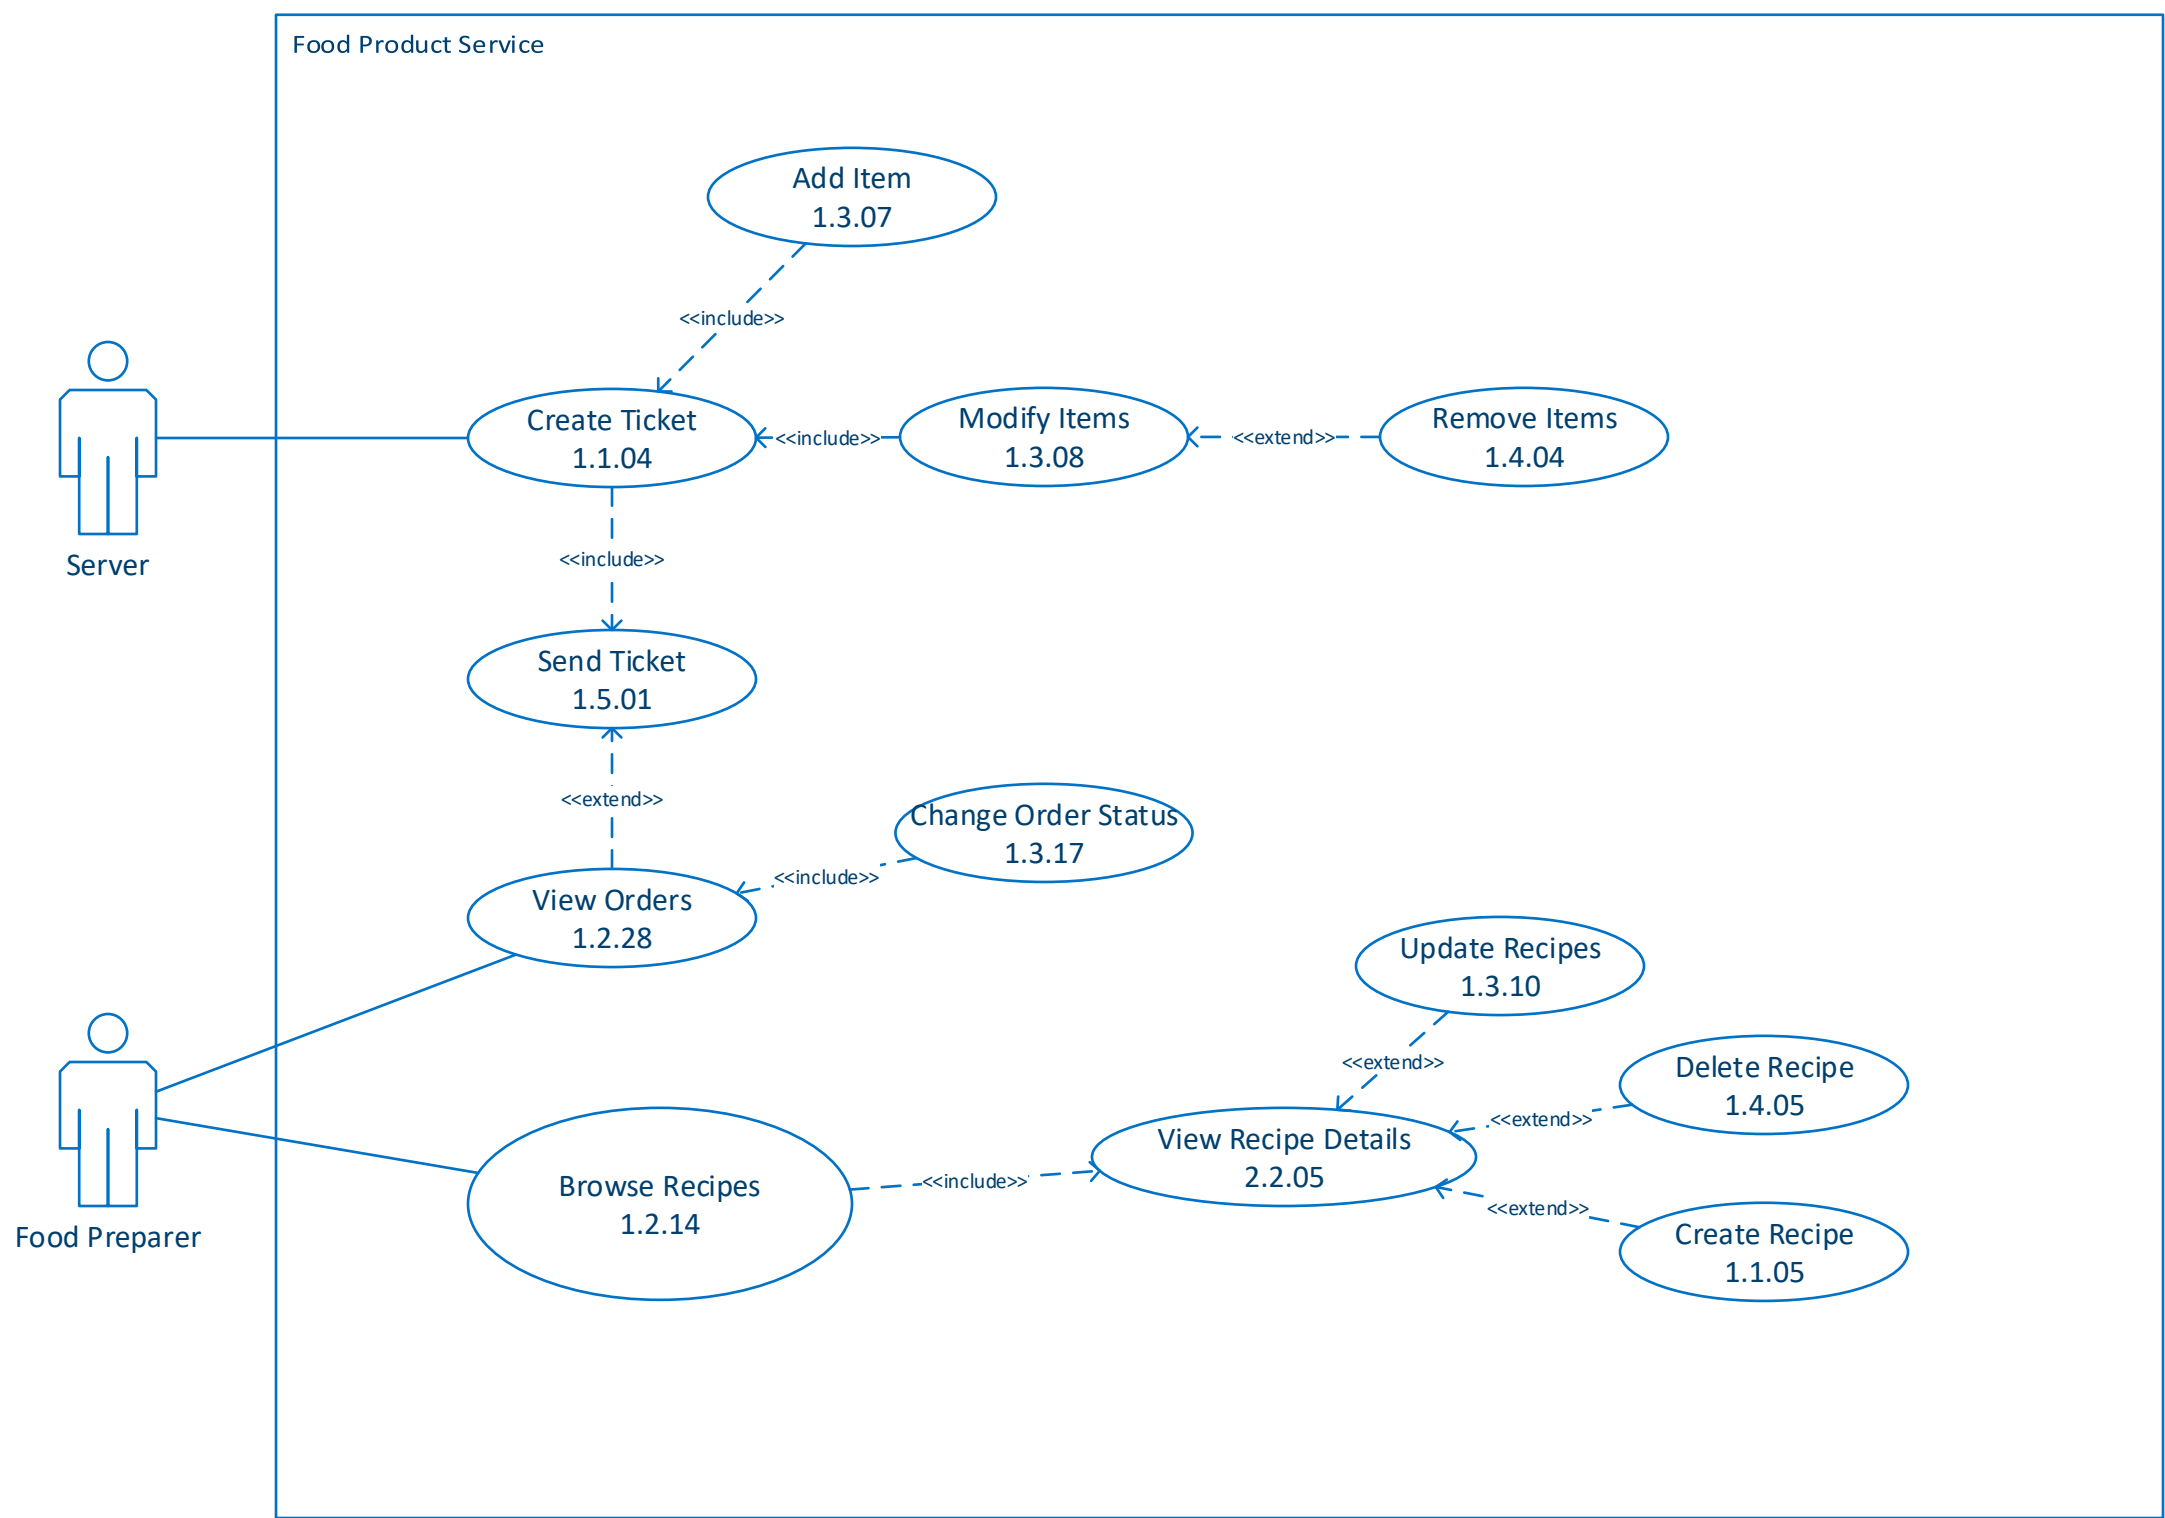 Food Product Service
Add Item
1.3.07
<<include>>
Create Ticket
1.1.04
<<include>>
Modify Items
1.3.08
<<extend>>
Remove Items
1.4.04
Server
<<include>>
Send Ticket
1.5.01
<<extend>>
Change Order Status
1.3.17
<<include>>
View Orders
1.2.28
Update Recipes
1.3.10
<<extend>>
Delete Recipe
1.4.05
<<extend>>
View Recipe Details
2.2.05
<<include>>
Browse Recipes
1.2.14
<<extend>>
Create Recipe
1.1.05
Food Preparer